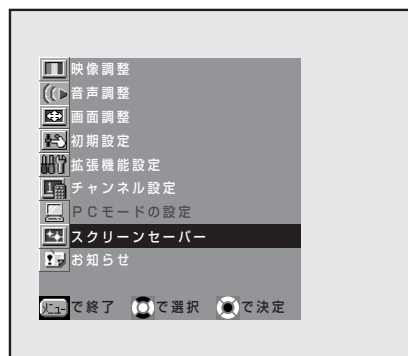 映像調整
音声調整
画面調整
初期設定
拡張機能設定
チャンネル設定
PCモードの設定
スクリーンセーバー
お知らせ
メニューで終了 で選択 で決定